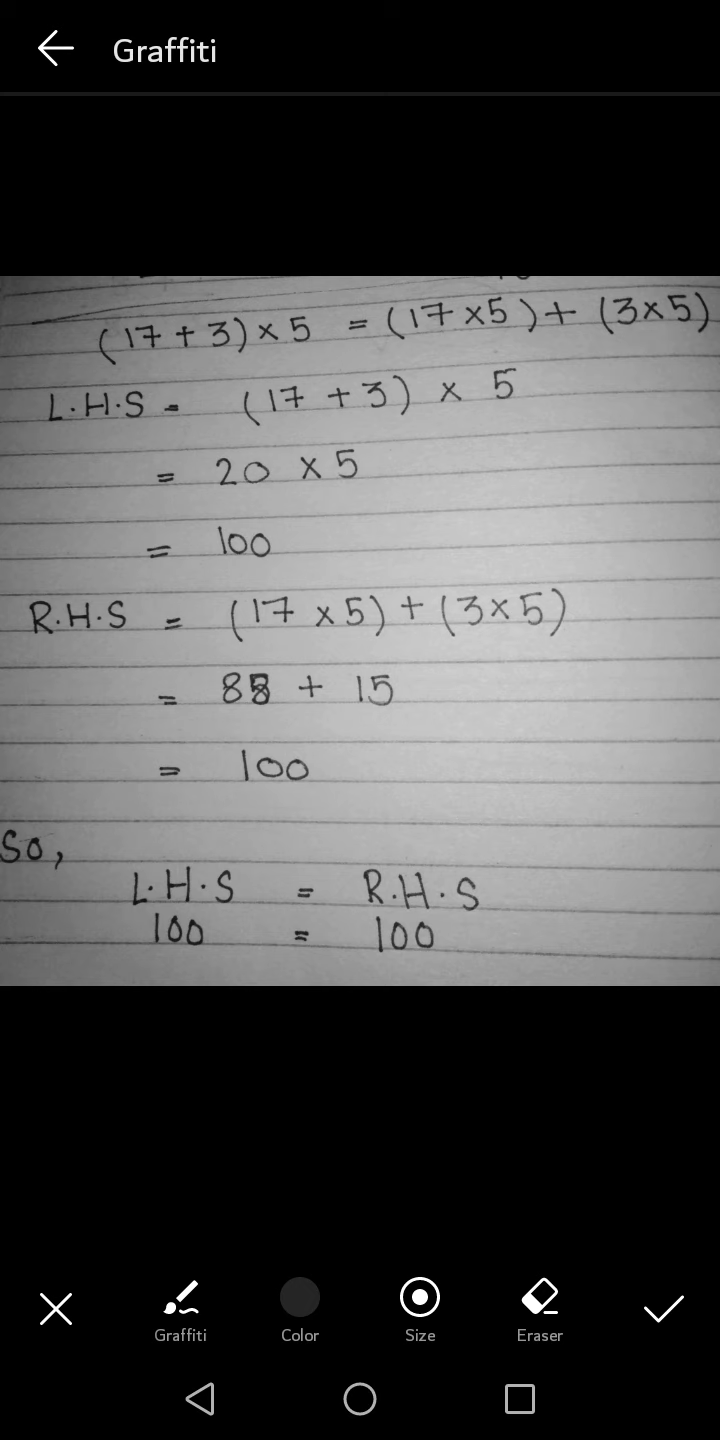 Graffiti
(17 + 3) × 5 = (17 × 5) + (3 × 5)
L.H.S = (17 + 3) × 5
= 20 × 5
= 100
R.H.S = (17 × 5) + (3 × 5)
= 8 + 15
= 100
So,
L.H.S = R.H.S
100 = 100
Graffiti Color Size Eraser